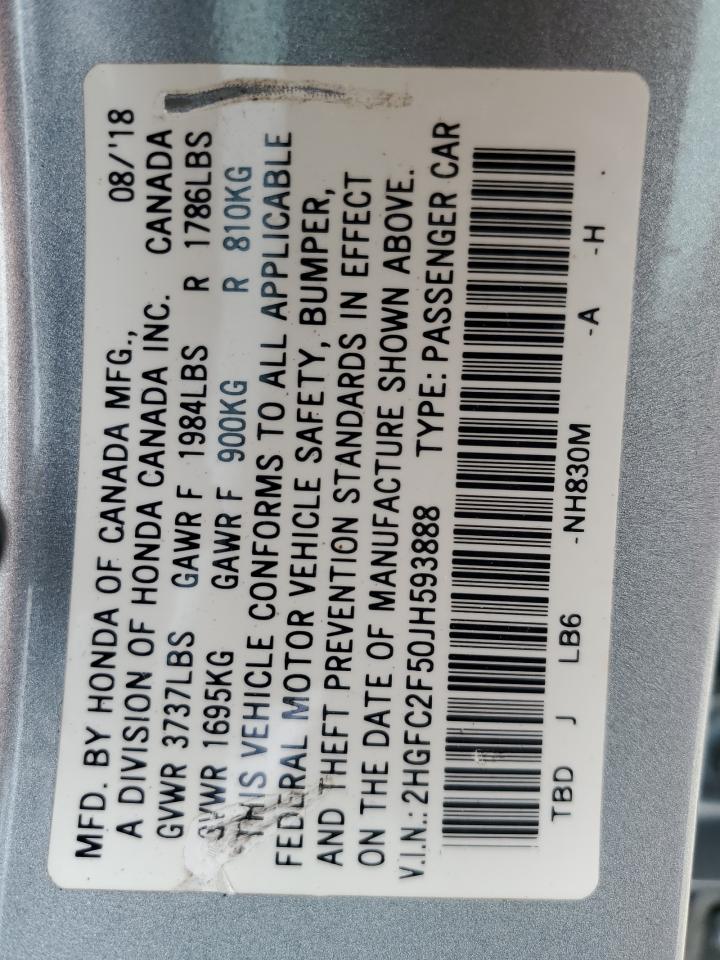 MFD. BY HONDA OF CANADA MFG., 08/'18
A DIVISION OF HONDA CANADA INC. CANADA
GVWR 3737LBS GAWR F 1984LBS R 1786LBS
GVWR 1695KG GAWR F 900KG R 810KG
THIS VEHICLE CONFORMS TO ALL APPLICABLE
FEDERAL MOTOR VEHICLE SAFETY, BUMPER,
AND THEFT PREVENTION STANDARDS IN EFFECT
ON THE DATE OF MANUFACTURE SHOWN ABOVE.
V.I.N.: 2HGFC2F50JH593888 TYPE: PASSENGER CAR
TBD J LB6 -NH830M -A -H